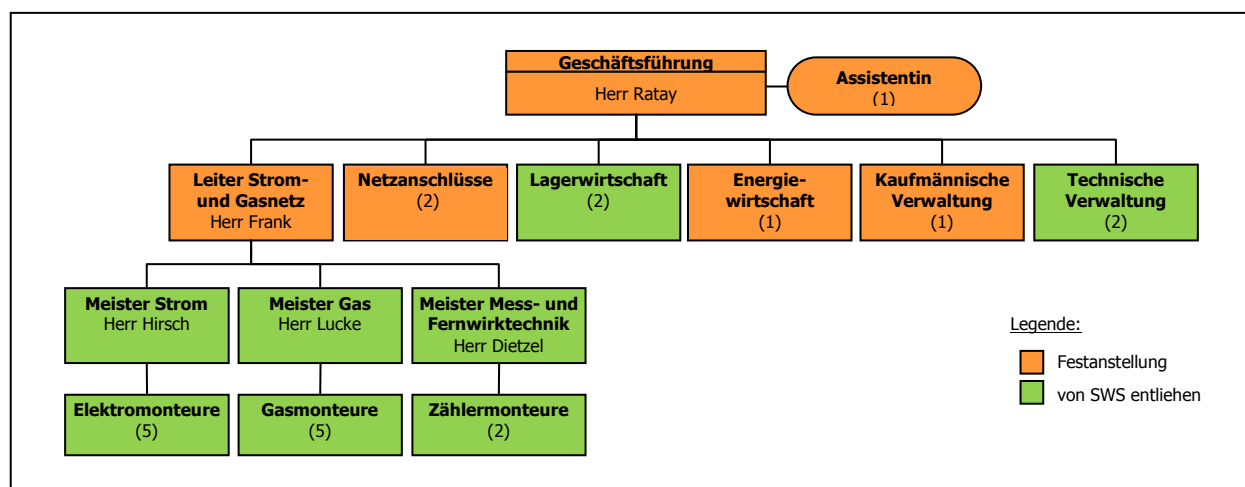 Geschäftsführung
Herr Ratay
Assistentin
(1)
Leiter Strom-
und Gasnetz
Herr Frank
Netzanschlüsse
(2)
Lagerwirtschaft
(2)
Energie-
wirtschaft
(1)
Kaufmännische
Verwaltung
(1)
Technische
Verwaltung
(2)
Meister Strom
Herr Hirsch
Meister Gas
Herr Lucke
Meister Mess- und
Fernwirktechnik
Herr Dietzel
Elektromonteure
(5)
Gasmonteure
(5)
Zählermonteure
(2)
Legende:
Festanstellung
von SWS entliehen